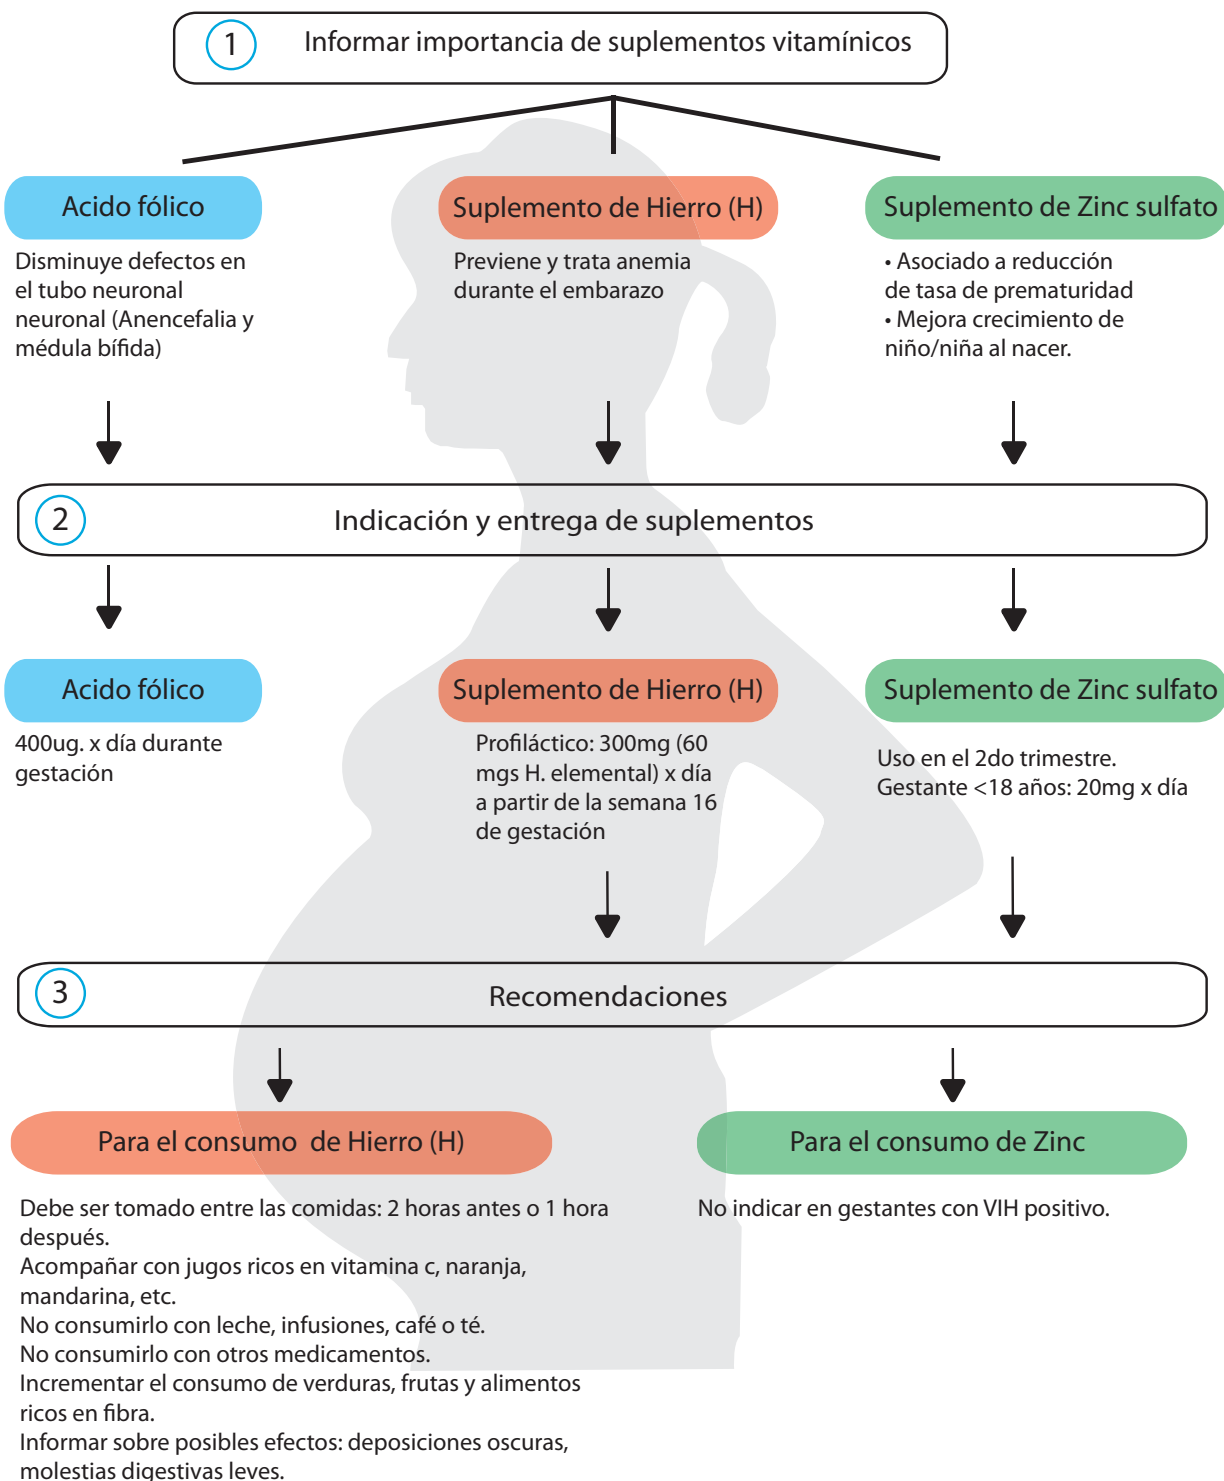 1
Informar importancia de suplementos vitamínicos
Acido fólico
Disminuye defectos en
el tubo neuronal
neuronal (Anencefalia y
médula bífida)
Suplemento de Hierro (H)
Previene y trata anemia
durante el embarazo
Suplemento de Zinc sulfato
• Asociado a reducción
de tasa de prematuridad
• Mejora crecimiento de
niño/niña al nacer.
2
Indicación y entrega de suplementos
Acido fólico
400ug. x día durante
gestación
Suplemento de Hierro (H)
Profiláctico: 300mg (60
mgs H. elemental) x día
a partir de la semana 16
de gestación
Suplemento de Zinc sulfato
Uso en el 2do trimestre.
Gestante <18 años: 20mg x día
3
Recomendaciones
Para el consumo de Hierro (H)
Debe ser tomado entre las comidas: 2 horas antes o 1 hora
después.
Acompañar con jugos ricos en vitamina c, naranja,
mandarina, etc.
No consumirlo con leche, infusiones, café o té.
No consumirlo con otros medicamentos.
Incrementar el consumo de verduras, frutas y alimentos
ricos en fibra.
Informar sobre posibles efectos: deposiciones oscuras,
molestias digestivas leves.
Para el consumo de Zinc
No indicar en gestantes con VIH positivo.